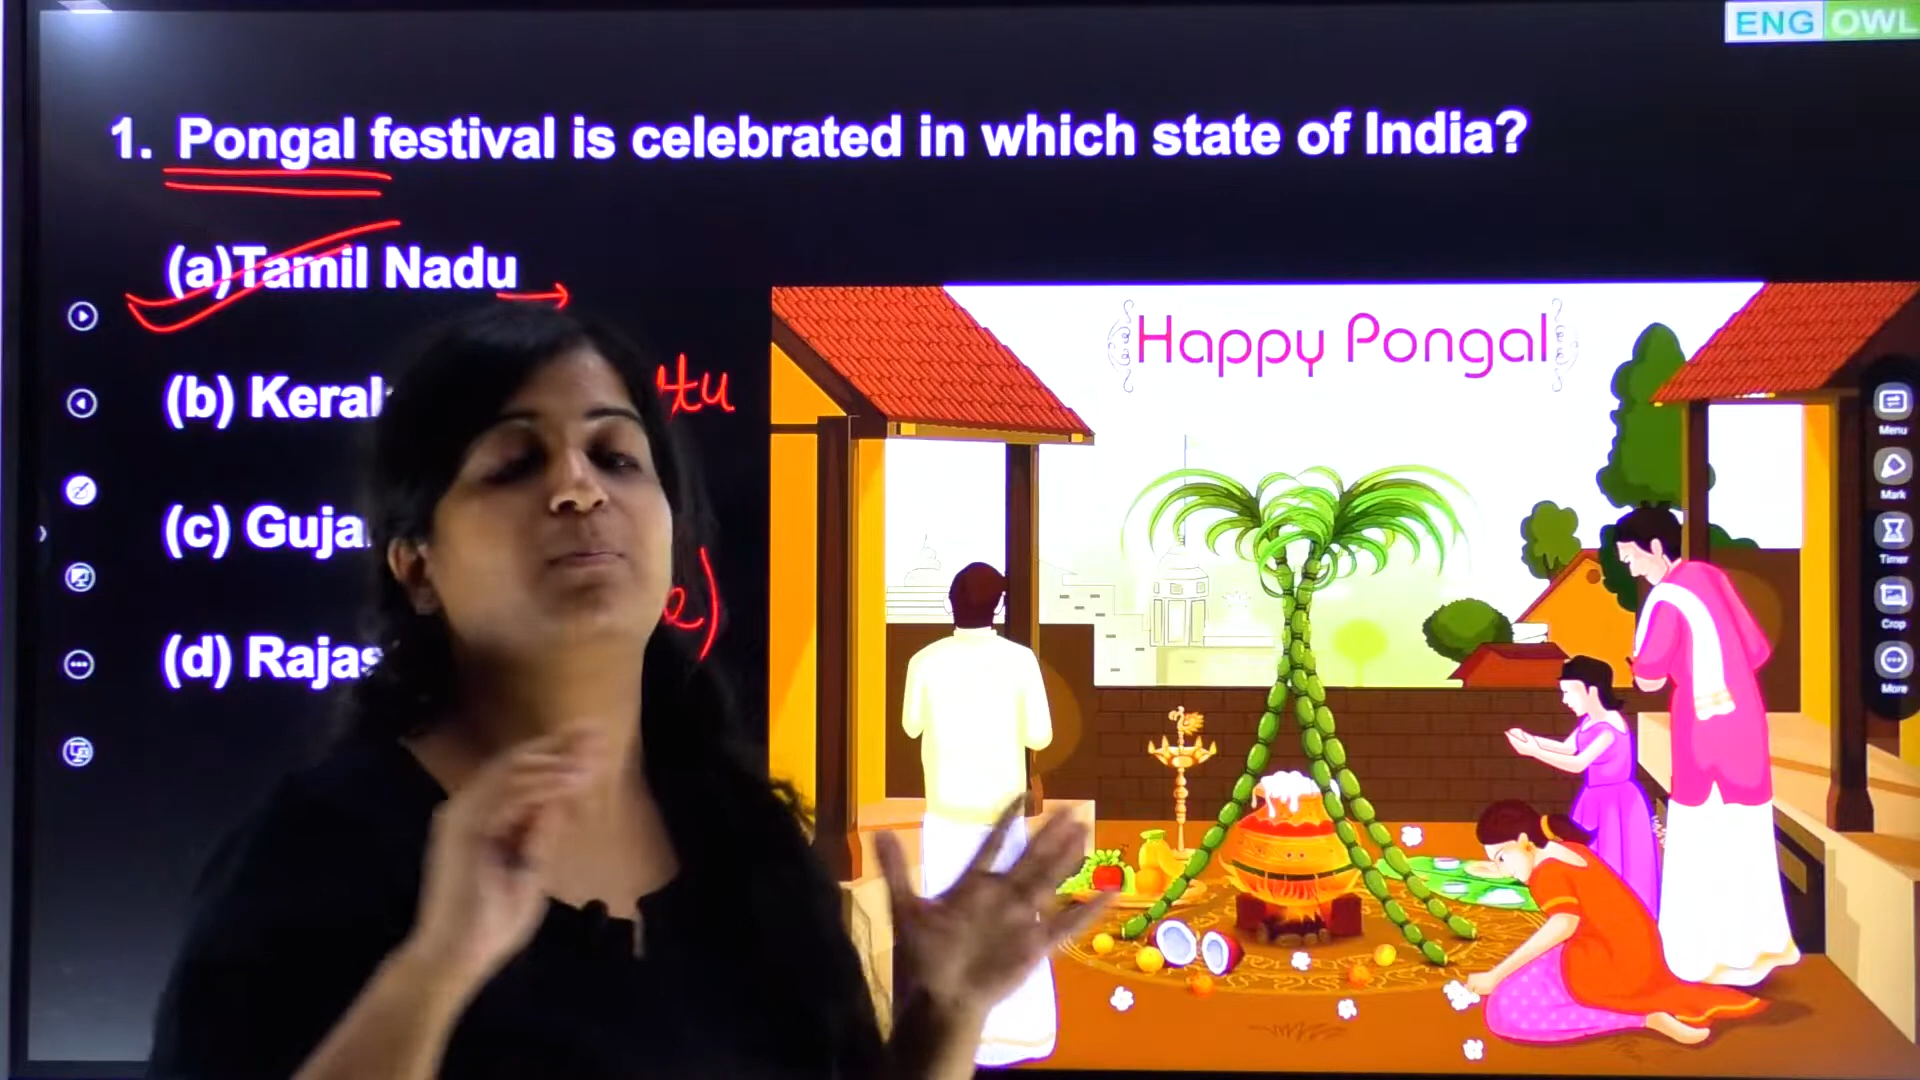 ENG OWL
1. Pongal festival is celebrated in which state of India?
(a)Tamil Nadu
(b) Keral
(c) Guja
(d) Rajas
Happy Pongal
Menu
Mark
Timer
Crop
More